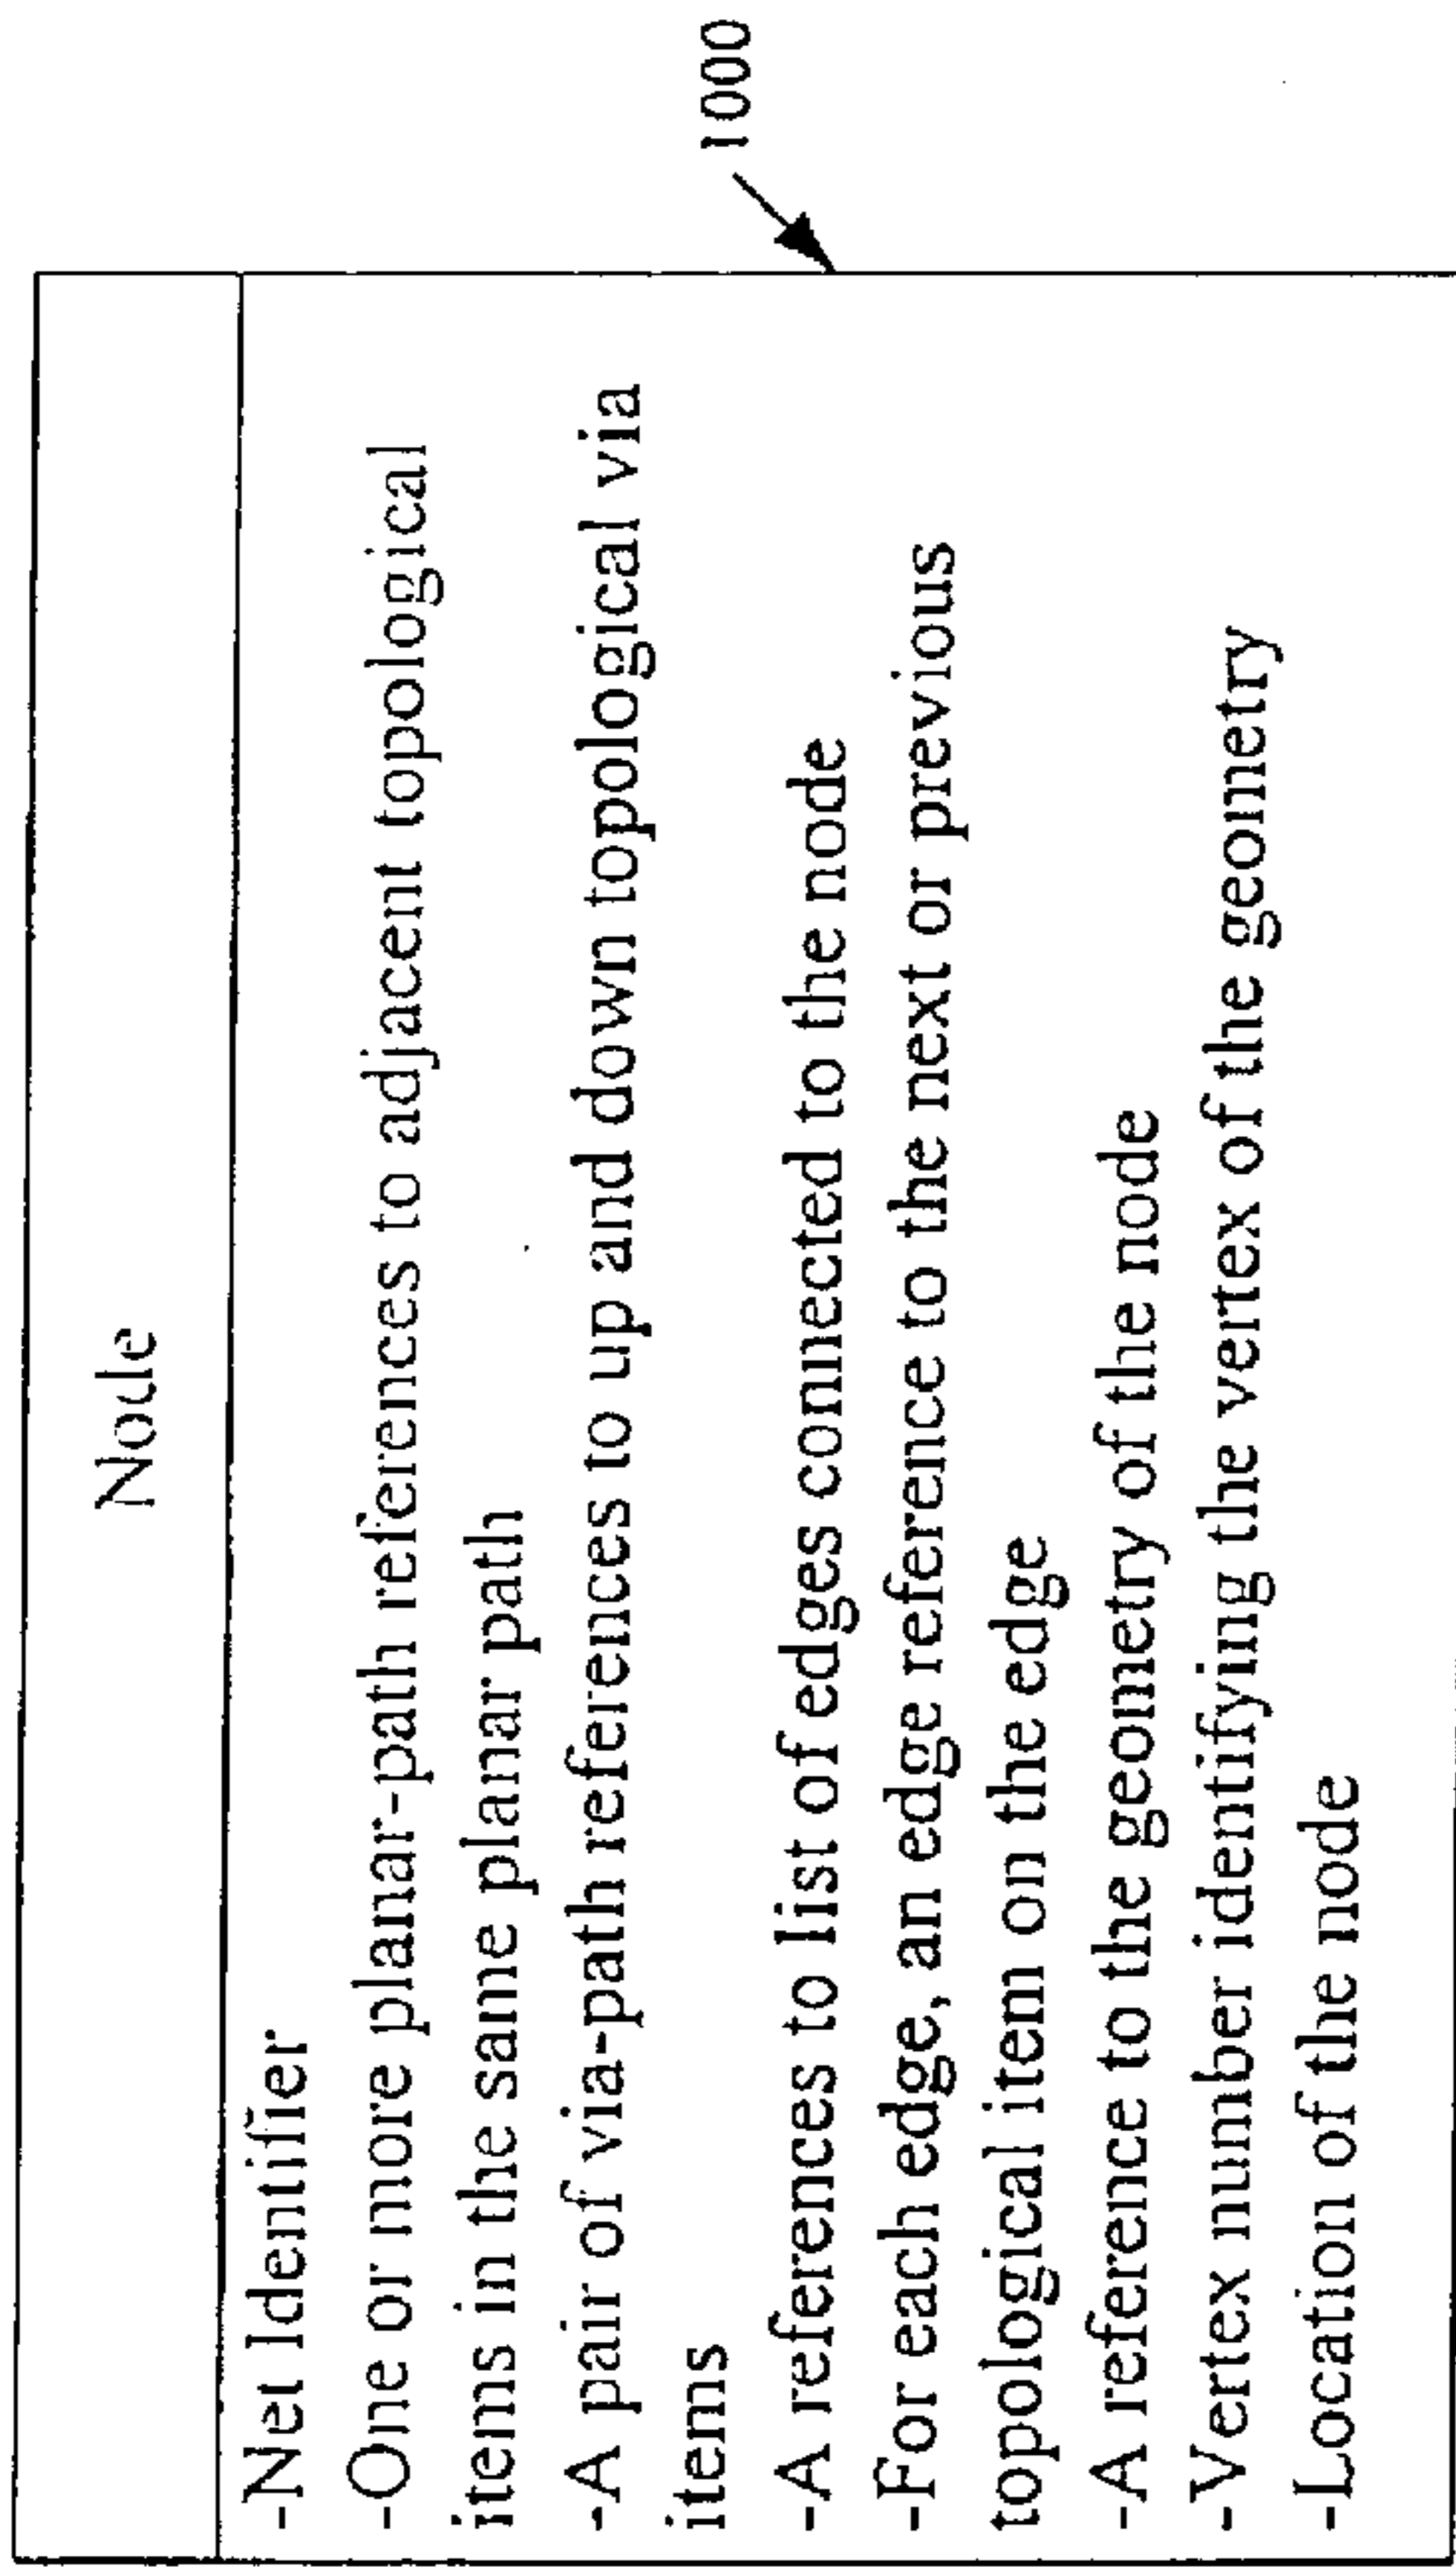 Node
-Net Identifier
-One or more planar-path references to adjacent topological
items in the same planar path
-A pair of via-path references to up and down topological via
items
-A references to list of edges connected to the node
-For each edge, an edge reference to the next or previous
topological item on the edge
-A reference to the geometry of the node
-Vertex number identifying the vertex of the geometry
-Location of the node
1000